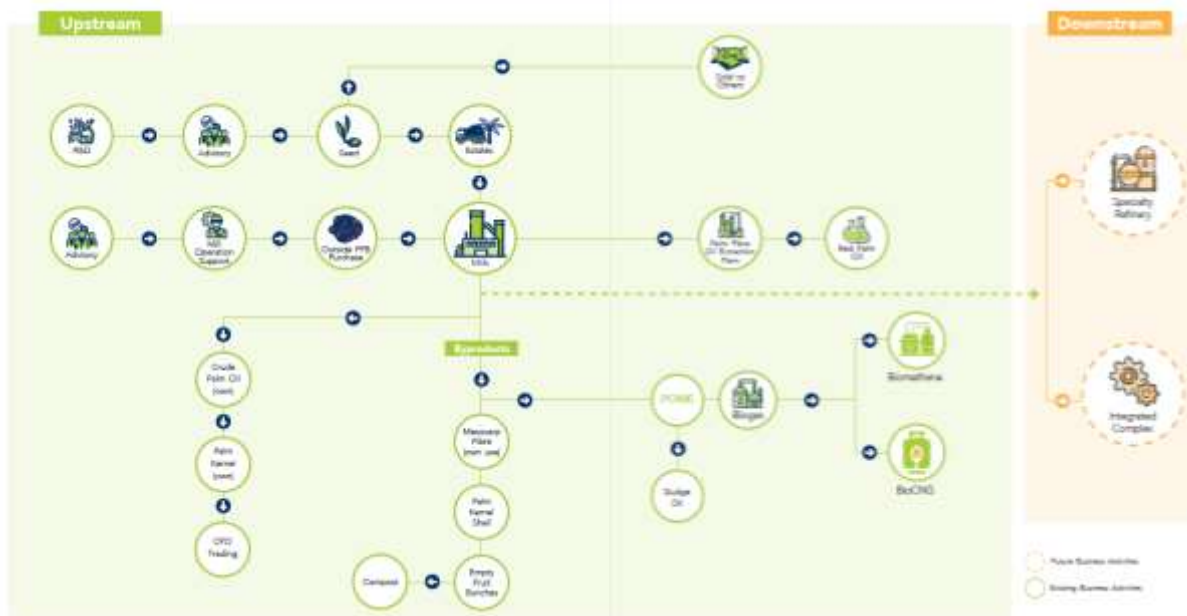 Upstream
Downstream
Sold to
Others
R&D
Advisory
Seed
Estates
Specialty
Refinery
Advisory
Mill
Operation
Support
Outside FFB
Purchase
Mills
Palm Fibre
Oil Extraction
Plant
Red Palm
Oil
Byproducts
Crude
Palm Oil
Biomethane
POME
Biogas
Integrated
Complex
Mesocarp
Fibre
(own use)
Palm
Kernel
BioCNG
Sludge
Oil
Palm
Kernel
Shell
CPO
Trading
Compost
Empty
Fruit
Bunches
Future Business Activities
Existing Business Activities